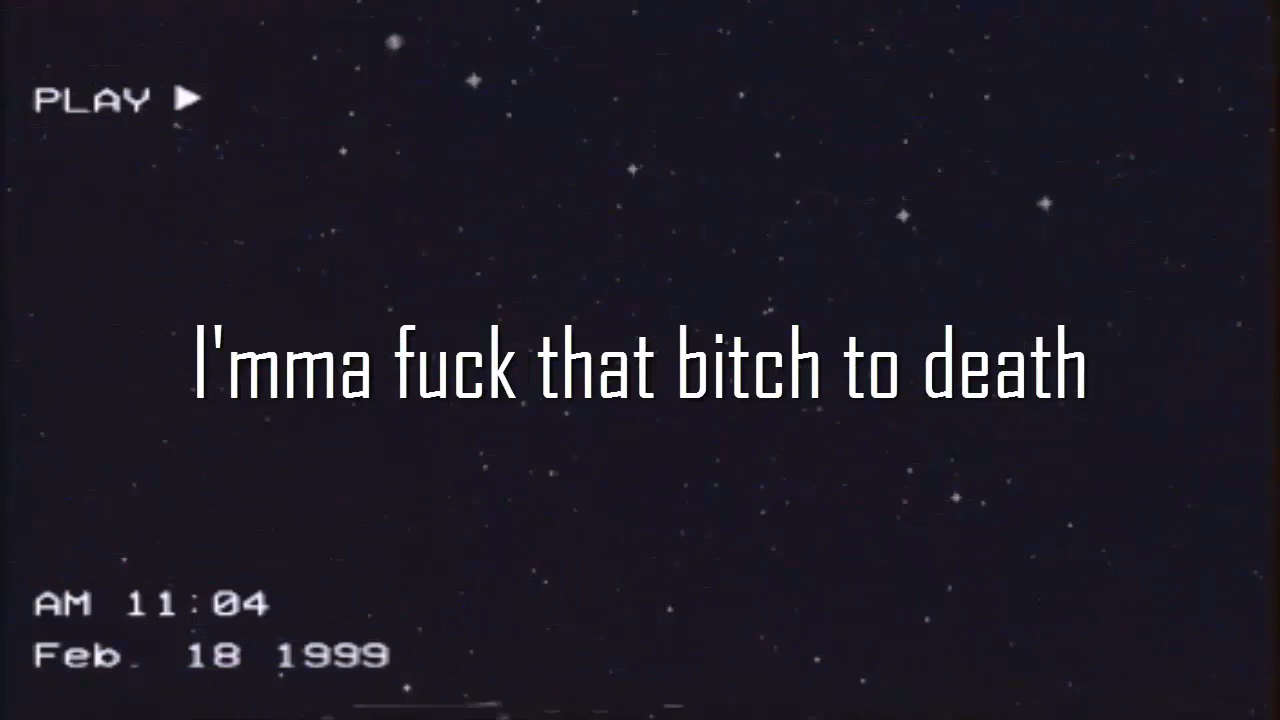 PLAY ▶
I'mma fuck that bitch to death
AM 11:04
Feb. 18 1999